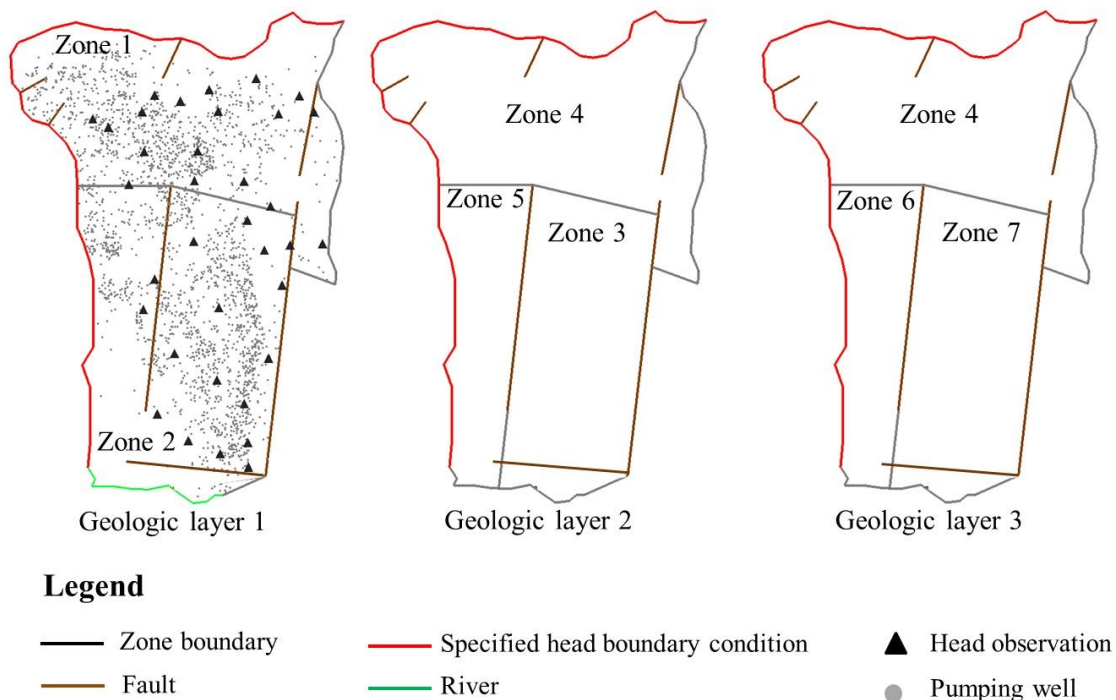 Zone 1
Zone 2
Geologic layer 1
Zone 4
Zone 5
Zone 3
Geologic layer 2
Zone 4
Zone 6
Zone 7
Geologic layer 3
Legend
Zone boundary
Specified head boundary condition
Head observation
Fault
River
Pumping well